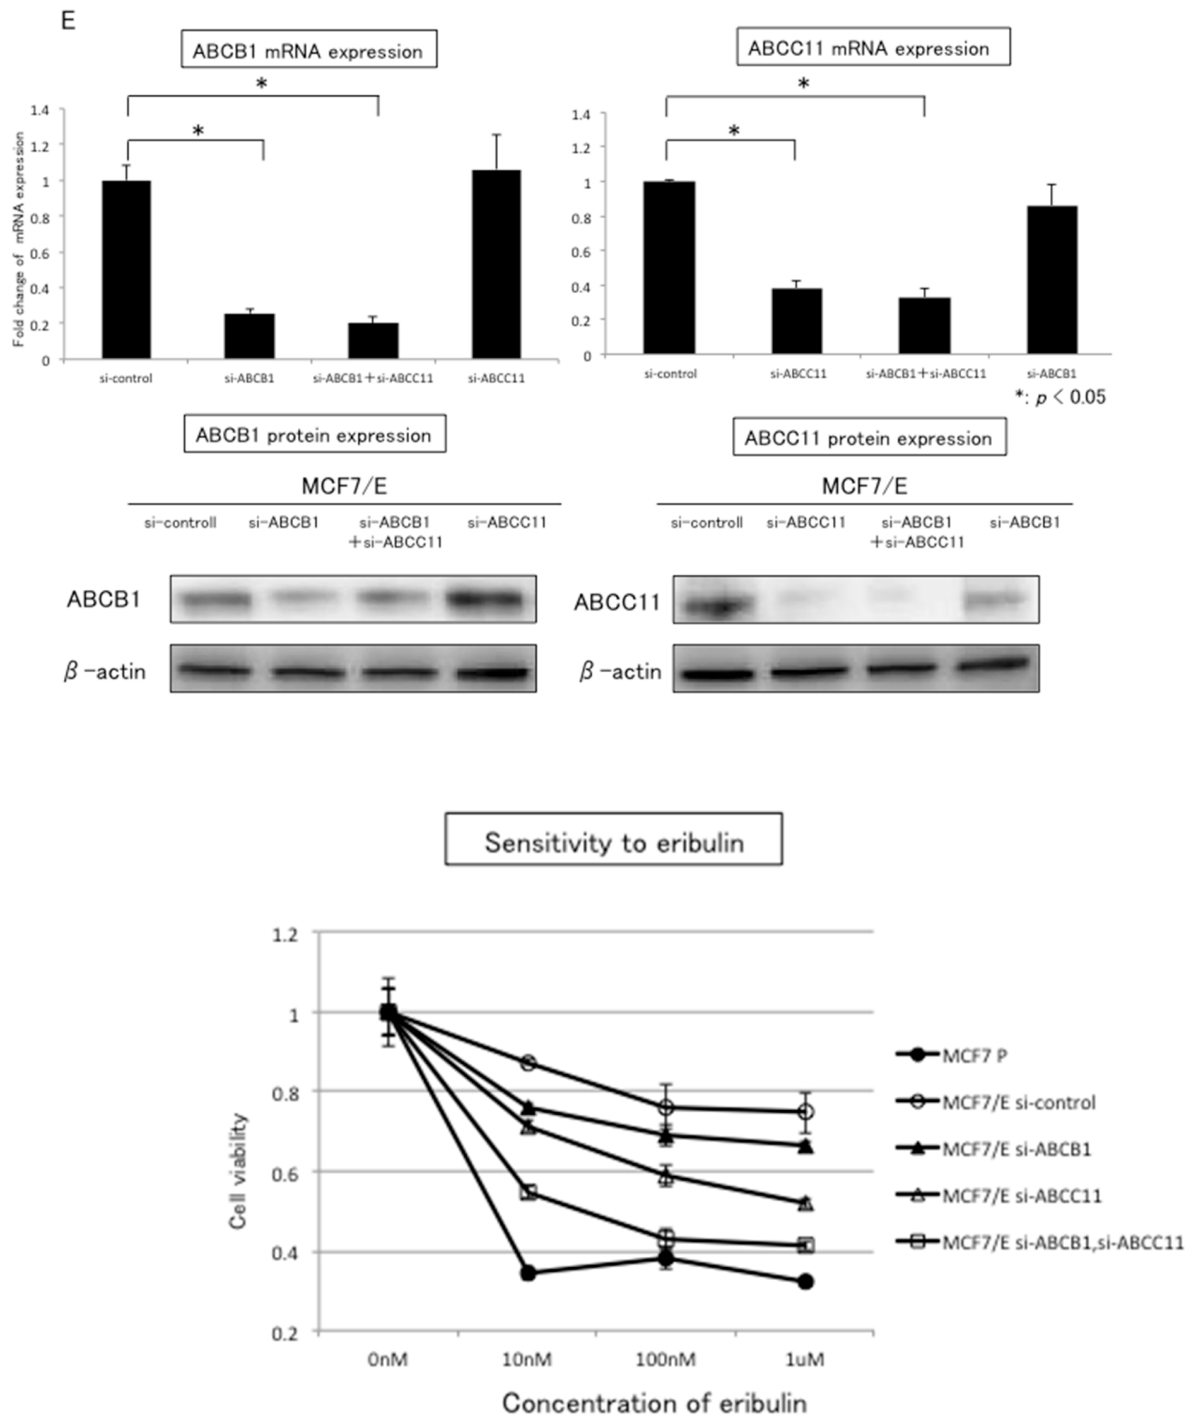 E
ABCB1 mRNA expression
ABCC11 mRNA expression
*
*
Fold change of mRNA expression
1.4
1.2
1
0.8
0.6
0.4
0.2
0
si-control
si-ABCB1
si-ABCB1+si-ABCC11
si-ABCC11
*
*
1.4
1.2
1
0.8
0.6
0.4
0.2
0
si-control
si-ABCC11
si-ABCB1+si-ABCC11
si-ABCB1
*: p < 0.05
ABCB1 protein expression
MCF7/E
si-controll
si-ABCB1
si-ABCB1
+si-ABCC11
si-ABCC11
ABCB1
β-actin
ABCC11 protein expression
MCF7/E
si-controll
si-ABCC11
si-ABCB1
+si-ABCC11
si-ABCB1
ABCC11
β-actin
Sensitivity to eribulin
Cell viability
1.2
1
0.8
0.6
0.4
0.2
0nM
10nM
100nM
1uM
Concentration of eribulin
MCF7 P
MCF7/E si-control
MCF7/E si-ABCB1
MCF7/E si-ABCC11
MCF7/E si-ABCB1,si-ABCC11